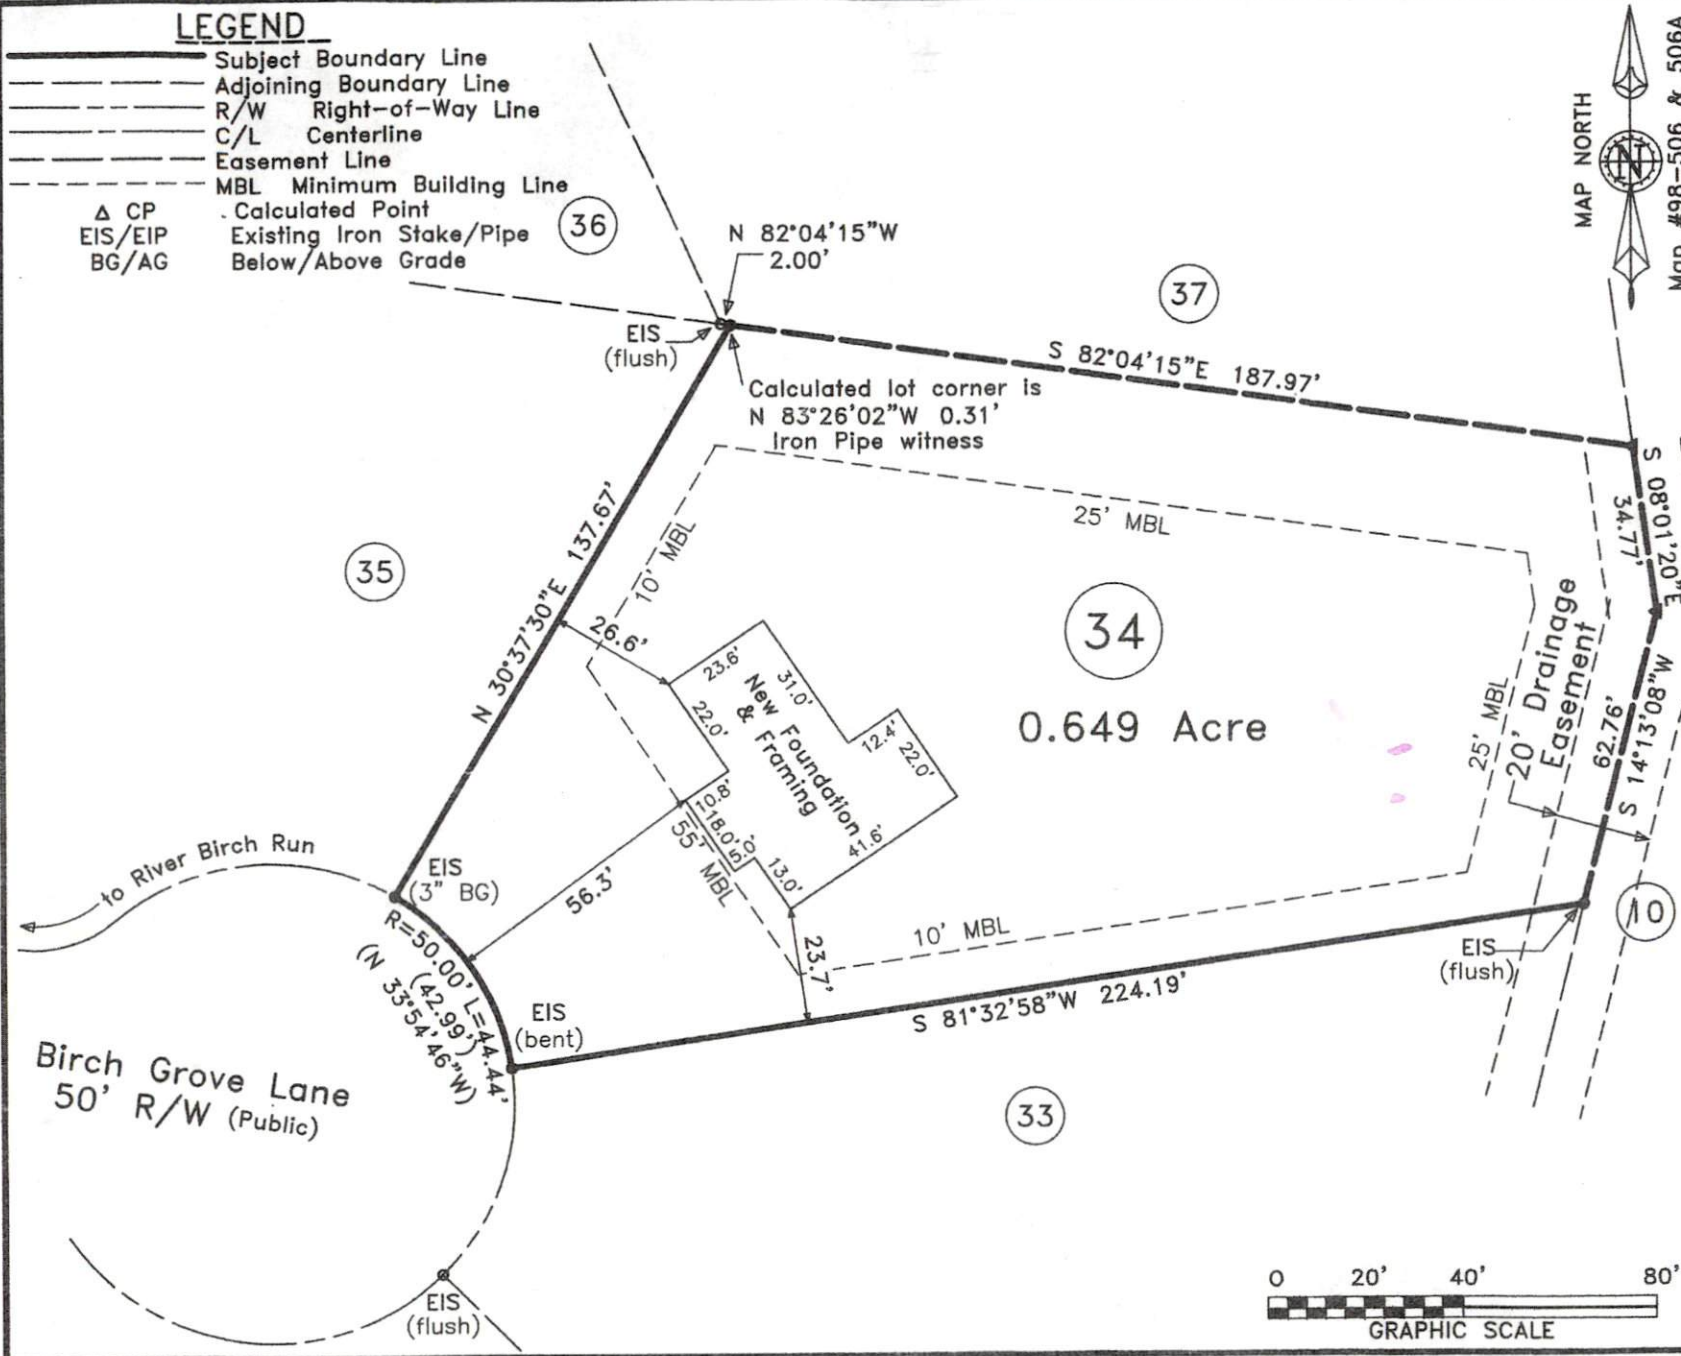 LEGEND
Subject Boundary Line
Adjoining Boundary Line
R/W Right-of-Way Line
C/L Centerline
Easement Line
MBL Minimum Building Line
Δ CP Calculated Point
EIS/EIP Existing Iron Stake/Pipe
BG/AG Below/Above Grade
MAP NORTH
N
Map #98-506 & 506A
36
N 82°04'15"W
2.00'
37
EIS
(flush)
S 82°04'15"E 187.97'
Calculated lot corner is
N 83°26'02"W 0.31'
Iron Pipe witness
S 08°01'20"E
34.77'
N 30°37'30"E 137.67'
10' MBL
25' MBL
35
34
0.649 Acre
26.6'
23.6'
31.0'
22.0'
New Foundation
& Framing
12.4'
22.0'
10.8'
18.0'
5.0'
13.0'
41.6'
55' MBL
25' MBL
20' Drainage
Easement
62.76'
S 14°13'08"W
to River Birch Run
EIS
(3" BG)
56.3'
23.7'
10' MBL
EIS
(flush)
10
R=50.00' L=44.44'
(42.99')
(N 33°54'46"W)
EIS
(bent)
S 81°32'58"W 224.19'
Birch Grove Lane
50' R/W (Public)
33
EIS
(flush)
0 20' 40' 80'
GRAPHIC SCALE